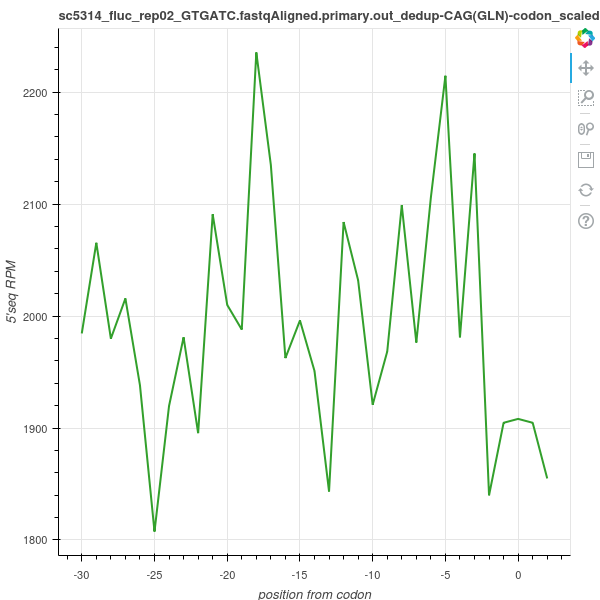 sc5314_fluc_rep02_GTGATC.fastqAligned.primary.out_dedup-CAG(GLN)-codon_scaled
2200
2100
2000
1900
1800
5'seq RPM
-30 -25 -20 -15 -10 -5 0
position from codon